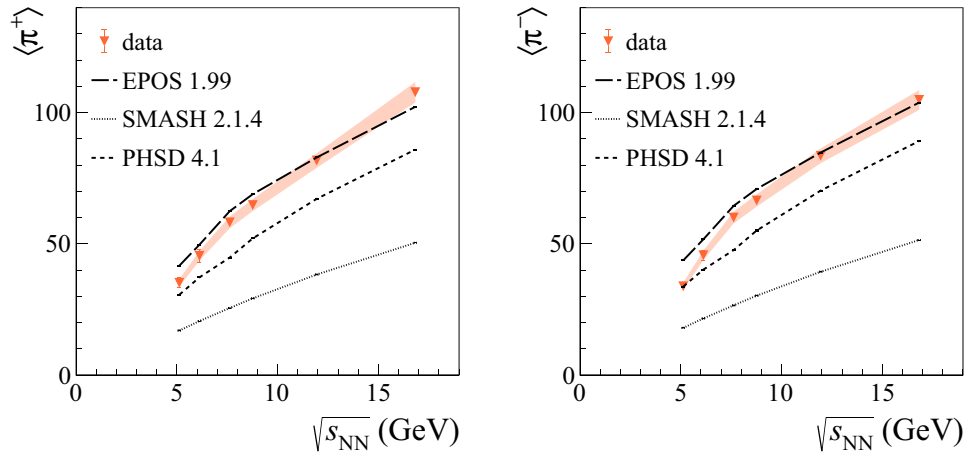 ⟨π⁺⟩
data
EPOS 1.99
SMASH 2.1.4
PHSD 4.1
100
50
0
0
5
10
15
√s_NN (GeV)
⟨π⁻⟩
data
EPOS 1.99
SMASH 2.1.4
PHSD 4.1
100
50
0
0
5
10
15
√s_NN (GeV)